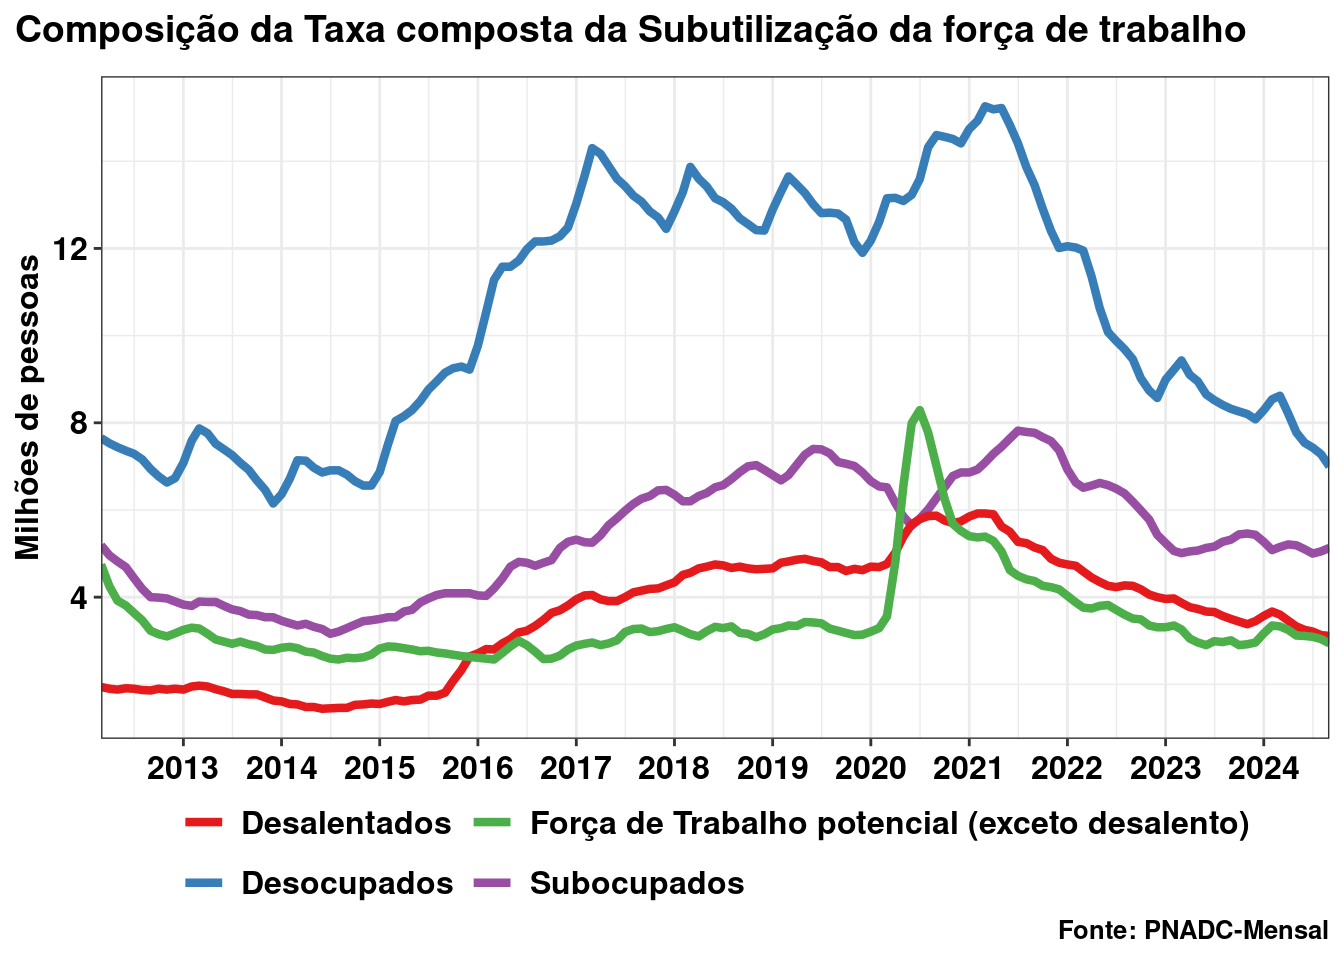 Composição da Taxa composta da Subutilização da força de trabalho
Milhões de pessoas
12
8
4
2013 2014 2015 2016 2017 2018 2019 2020 2021 2022 2023 2024
Desalentados Força de Trabalho potencial (exceto desalento)
Desocupados Subocupados
Fonte: PNADC-Mensal